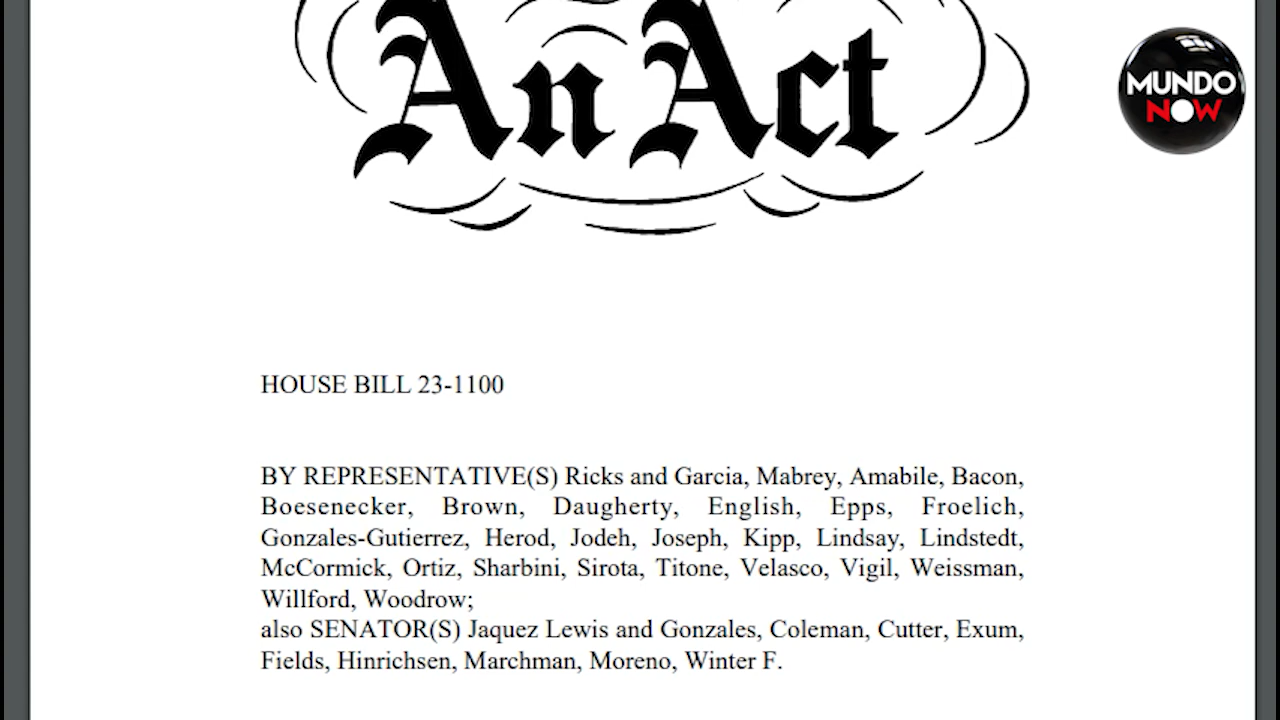 An Act
MUNDO
NOW
HOUSE BILL 23-1100
BY REPRESENTATIVE(S) Ricks and Garcia, Mabrey, Amabile, Bacon,
Boesenecker, Brown, Daugherty, English, Epps, Froelich,
Gonzales-Gutierrez, Herod, Jodeh, Joseph, Kipp, Lindsay, Lindstedt,
McCormick, Ortiz, Sharbini, Sirota, Titone, Velasco, Vigil, Weissman,
Willford, Woodrow;
also SENATOR(S) Jaquez Lewis and Gonzales, Coleman, Cutter, Exum,
Fields, Hinrichsen, Marchman, Moreno, Winter F.